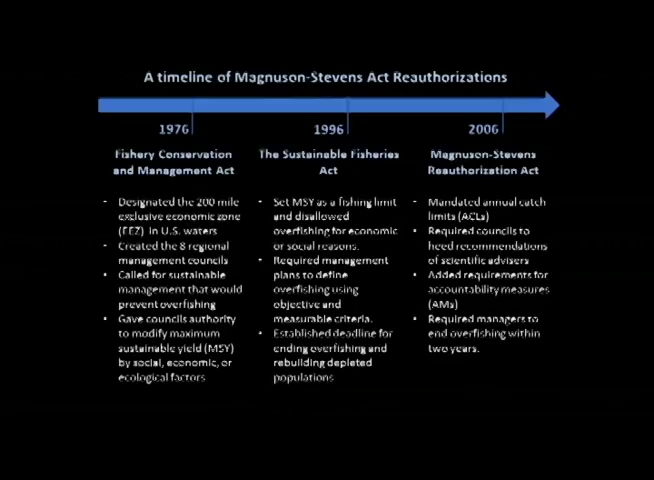 A timeline of Magnuson-Stevens Act Reauthorizations
1976
Fishery Conservation
and Management Act
- Designated the 200 mile
exclusive economic zone
(EEZ) in U.S. waters
• Created the 8 regional
management councils
• Called for sustainable
management that would
prevent overfishing
• Gave councils authority
to modify maximum
sustainable yield (MSY)
by social, economic, or
ecological factors
1996
The Sustainable Fisheries
Act
- Set MSY as a fishing limit
and disallowed
overfishing for economic
or social reasons.
• Required management
plans to define
overfishing using
objective and
measurable criteria.
• Established deadline for
ending overfishing and
rebuilding depleted
populations
2006
Magnuson-Stevens
Reauthorization Act
- Mandated annual catch
limits (ACLs)
• Required councils to
heed recommendations
of scientific advisers
• Added requirements for
accountability measures
(AMs)
• Required managers to
end overfishing within
two years.